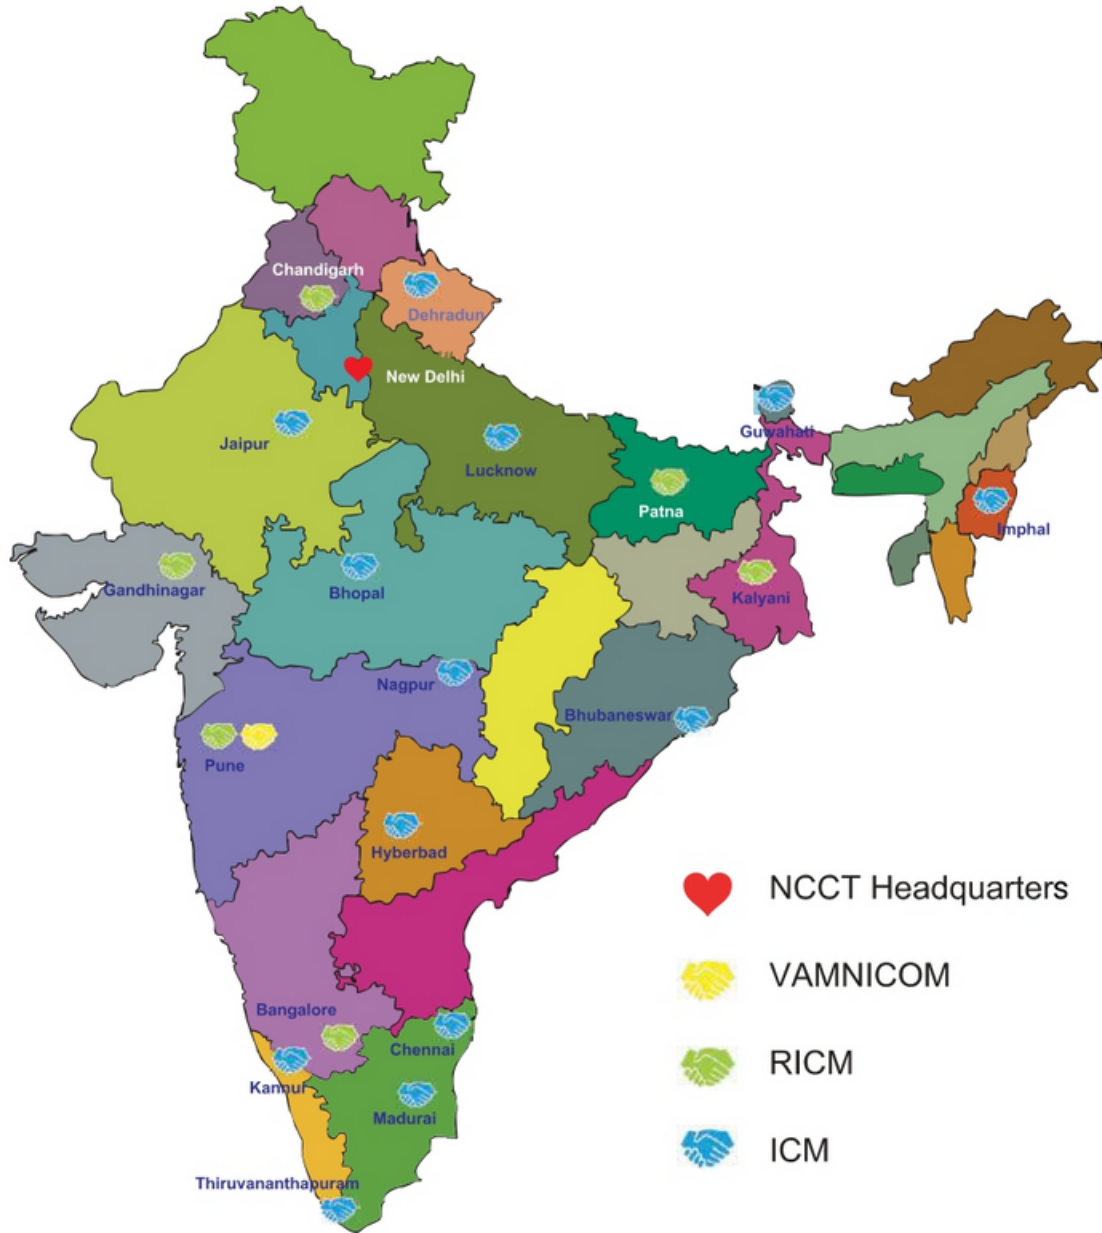 Chandigarh
Dehradun
New Delhi
Jaipur
Lucknow
Guwahati
Patna
Imphal
Gandhinagar
Bhopal
Kalyani
Nagpur
Bhubaneswar
Pune
Hyberbad
NCCT Headquarters
VAMNICOM
Bangalore
Chennai
RICM
Kannur
Madurai
ICM
Thiruvananthapuram